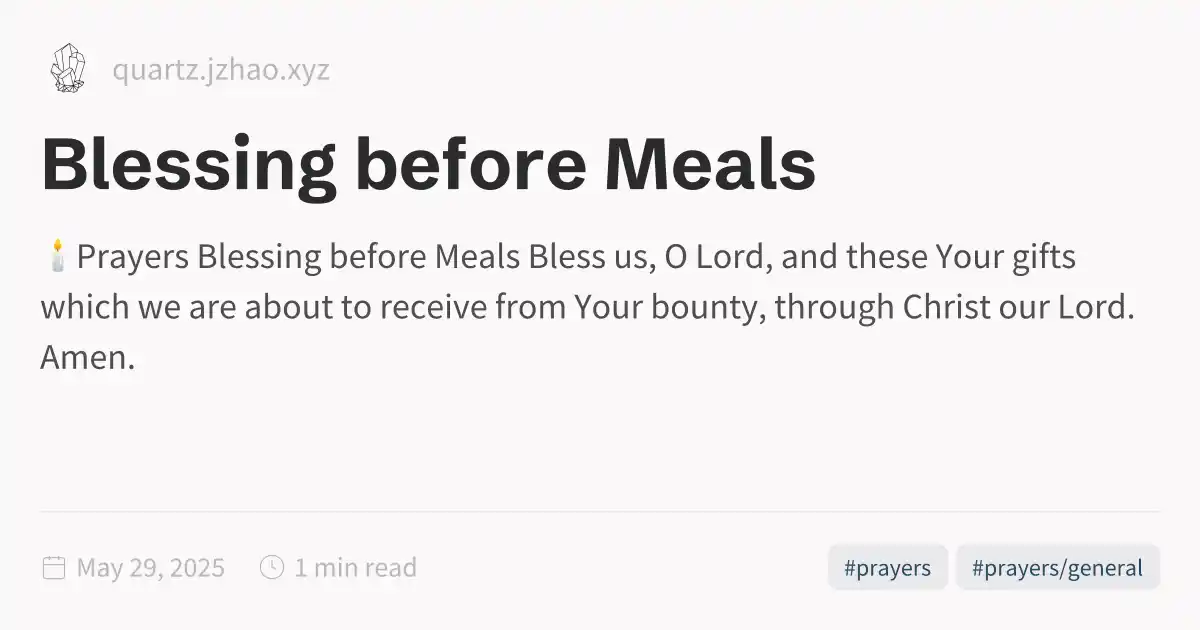 quartz.jzhao.xyz
Blessing before Meals
🕯️ Prayers Blessing before Meals Bless us, O Lord, and these Your gifts
which we are about to receive from Your bounty, through Christ our Lord.
Amen.
May 29, 2025 1 min read #prayers #prayers/general